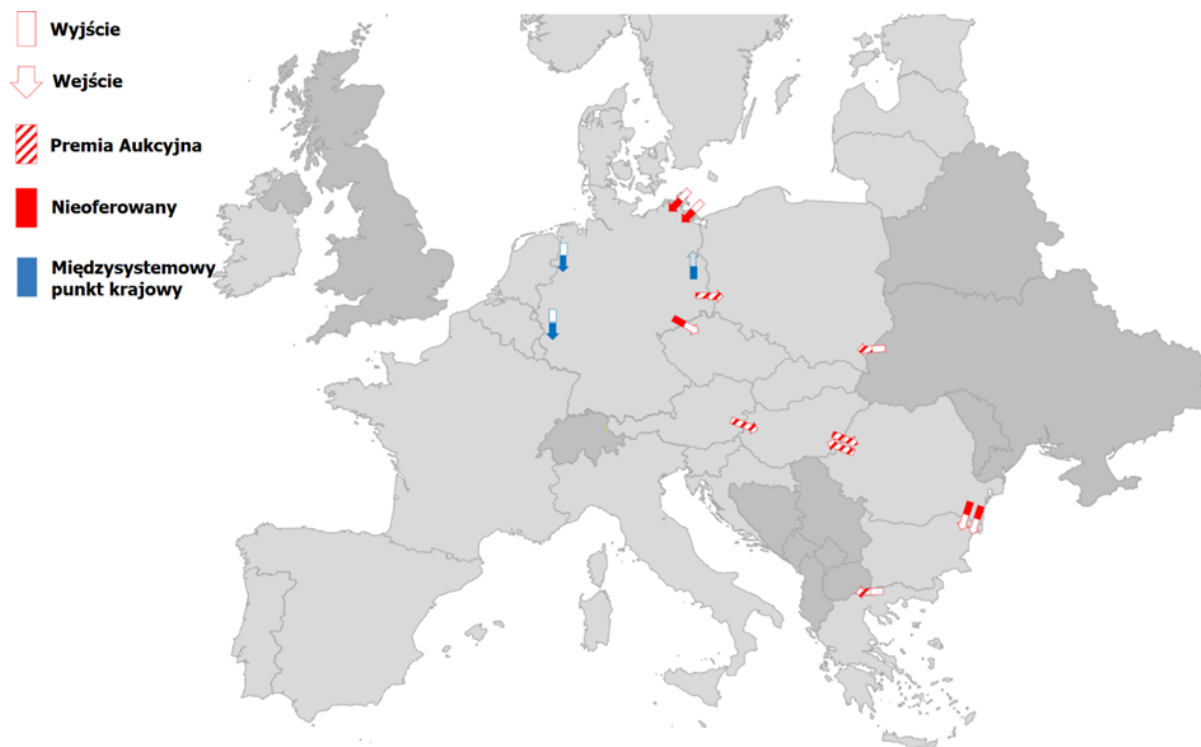 Wyjście
Wejście
Premia Aukcyjna
Nieoferowany
Międzysystemowy
punkt krajowy